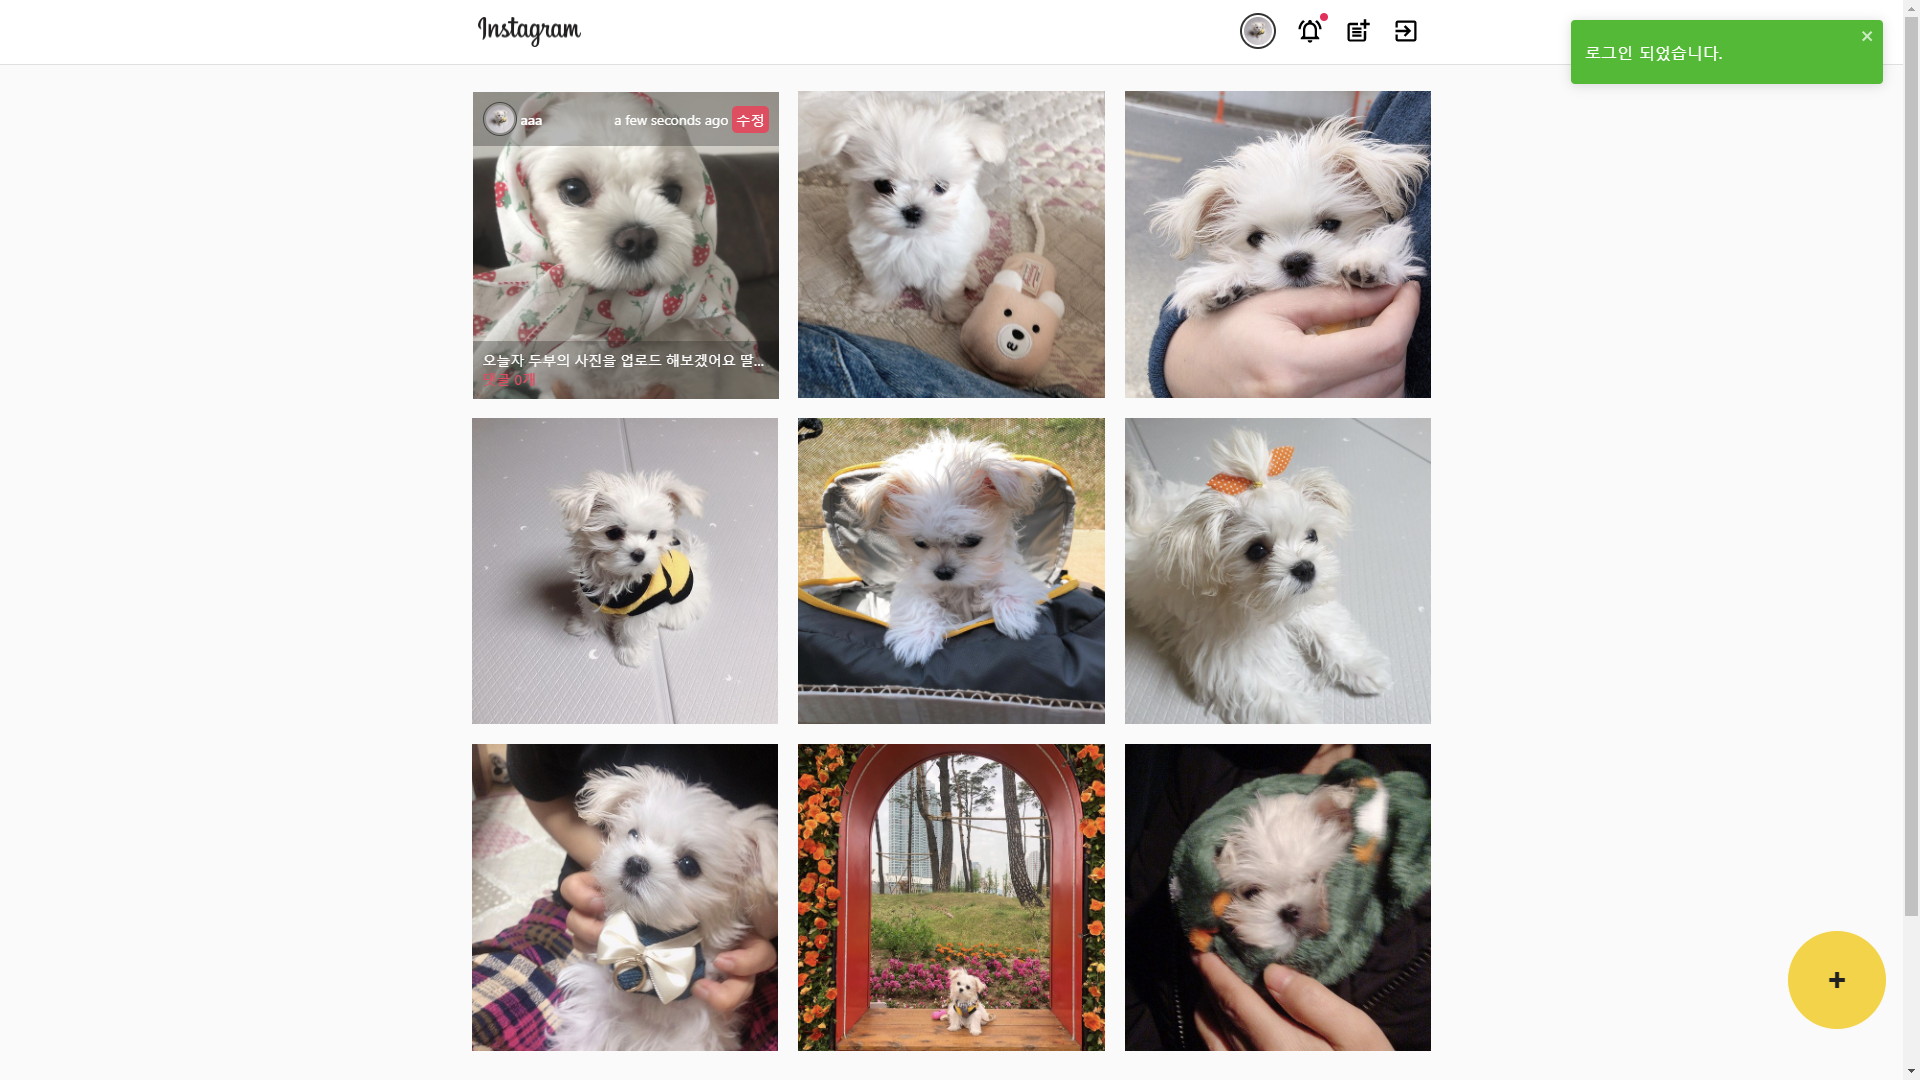 Instagram
로그인 되었습니다.
aaa
a few seconds ago 수정
오늘자 두부의 사진을 업로드 해보겠어요 딸...
댓글 0개